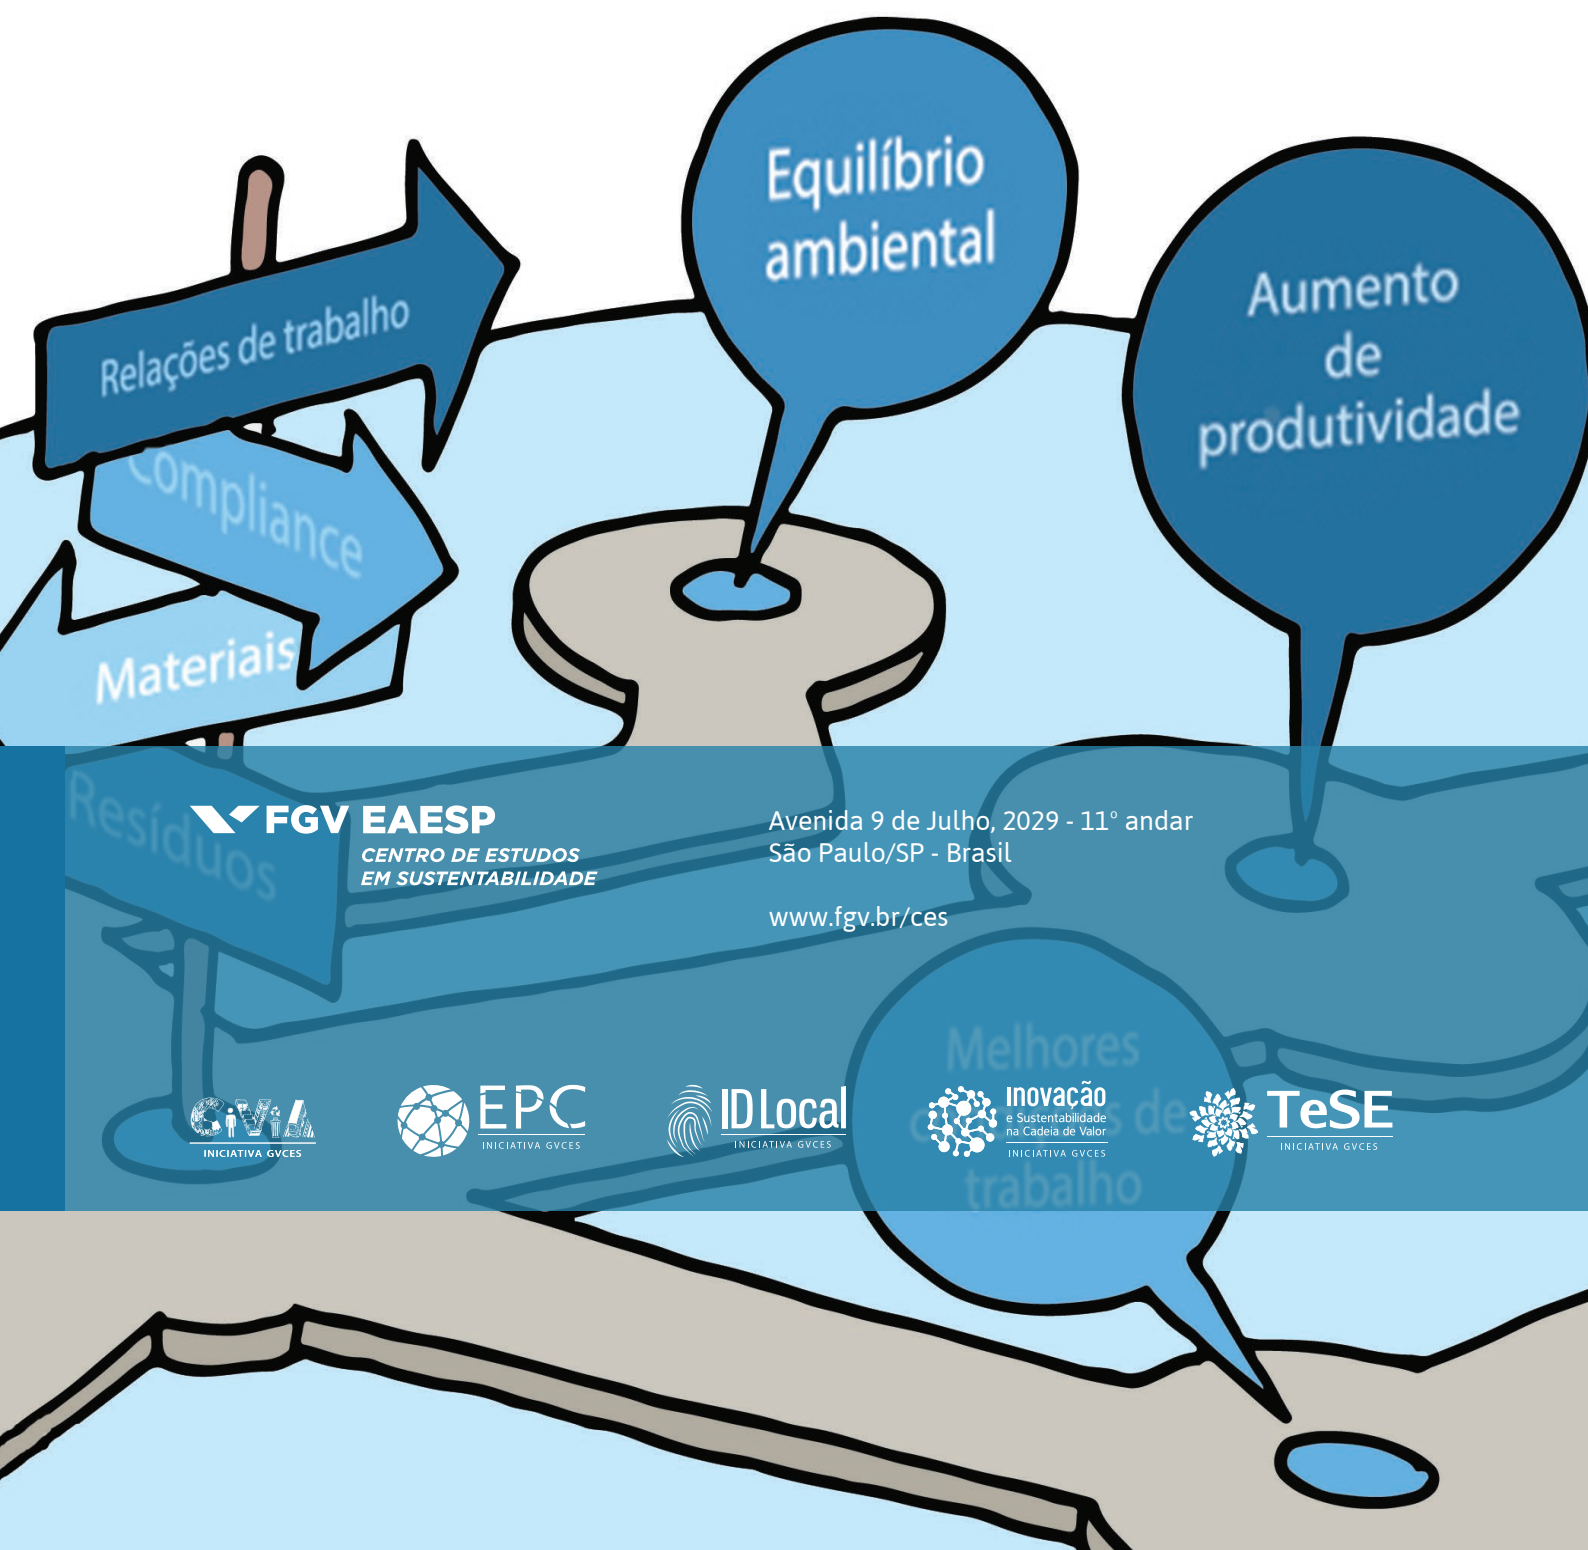 Equilíbrio
ambiental
Aumento
de
produtividade
Relações de trabalho
Compliance
Materiais
Resíduos
FGV EAESP
CENTRO DE ESTUDOS
EM SUSTENTABILIDADE
Avenida 9 de Julho, 2029 - 11° andar
São Paulo/SP - Brasil
www.fgv.br/ces
Melhores
de
trabalho
CiViA
INICIATIVA GVCES
EPC
INICIATIVA GVCES
ID Local
INICIATIVA GVCES
Inovação
e Sustentabilidade
na Cadeia de Valor
INICIATIVA GVCES
TeSE
INICIATIVA GVCES